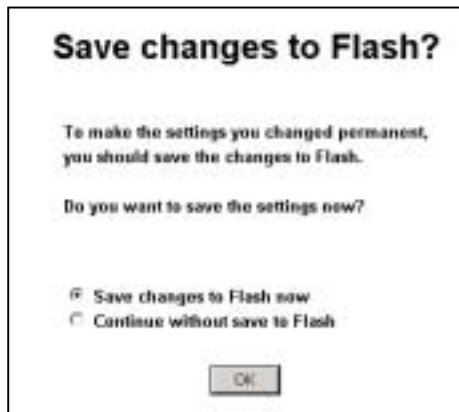 Save changes to Flash?
To make the settings you changed permanent,
you should save the changes to Flash.
Do you want to save the settings now?
Save changes to Flash now
Continue without save to Flash
OK